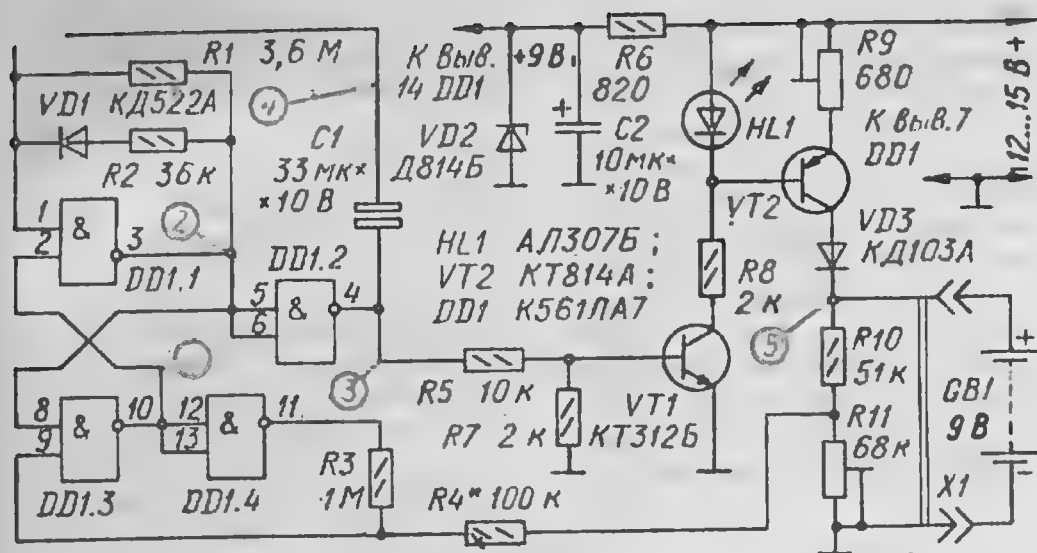 R1 3,6 М
VD1 КД522А
R2 36 к
4
C1
33 мк×
×10 В
К выв.
14 DD1
+9 В
VD2
Д814Б
R6
820
C2
10 мк×
×10 В
HL1
R9
680
К выв. 7
DD1
12...15 В +
VT2
VD3
КД103А
1
2
&
3
DD1.1
2
DD1.2
5
6
&
4
HL1 АЛ307Б;
VT2 КТ814А;
DD1 К561ЛА7
R8
2 к
5
R10
51 к
GB1
9 В
+
3
R5 10 к
R7 2 к
VT1
КТ312Б
R11
68 к
X1
8
9
&
10
DD1.3
12
13
&
11
DD1.4
R3
1 М
R4* 100 к